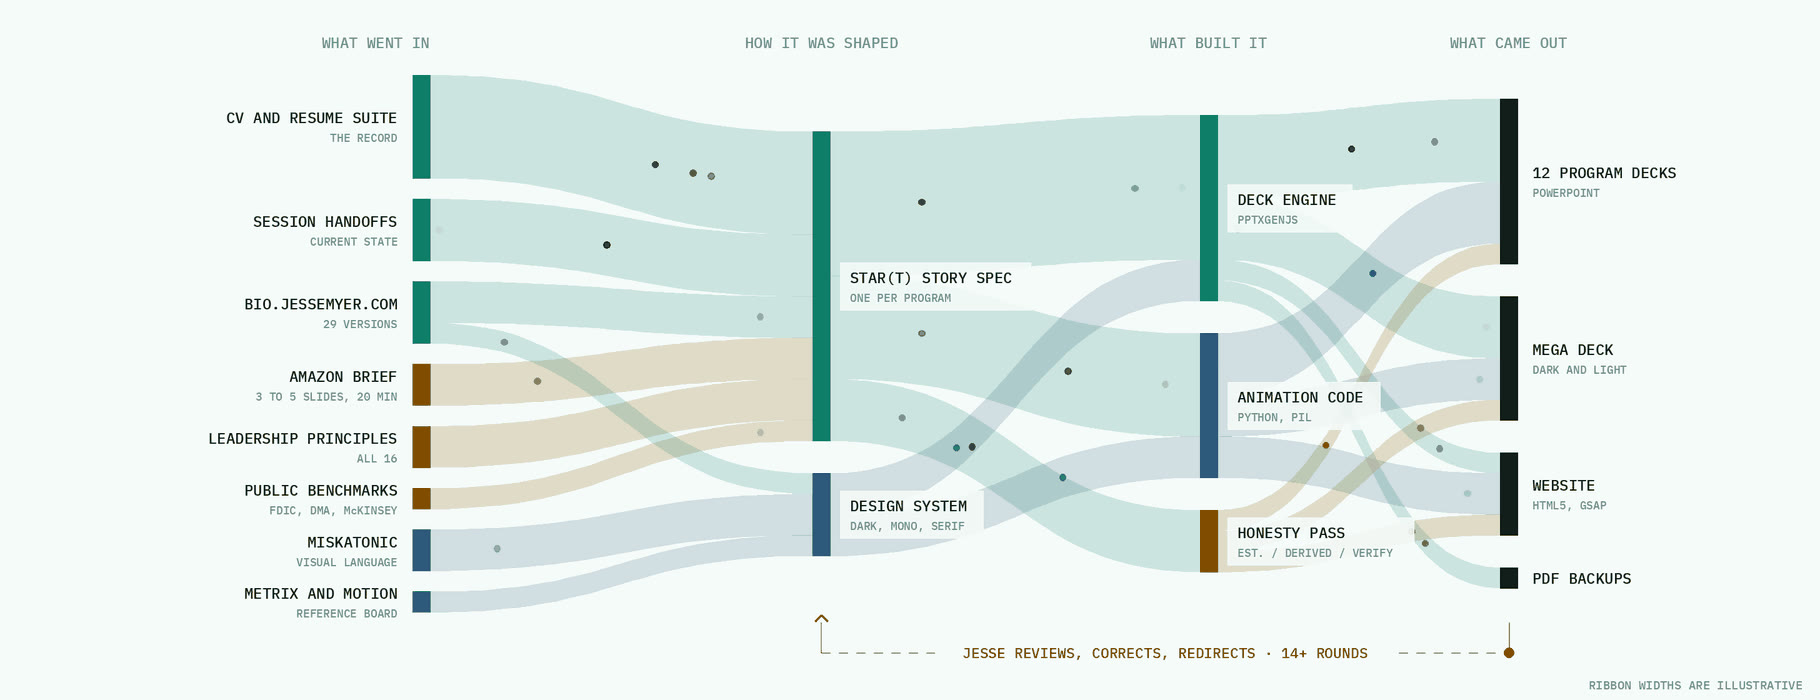 WHAT WENT IN
HOW IT WAS SHAPED
WHAT BUILT IT
WHAT CAME OUT
CV AND RESUME SUITE
THE RECORD
SESSION HANDOFFS
CURRENT STATE
BIO.JESSEMYER.COM
29 VERSIONS
AMAZON BRIEF
3 TO 5 SLIDES, 20 MIN
LEADERSHIP PRINCIPLES
ALL 16
PUBLIC BENCHMARKS
FDIC, DMA, McKINSEY
MISKATONIC
VISUAL LANGUAGE
METRIX AND MOTION
REFERENCE BOARD
STAR(T) STORY SPEC
ONE PER PROGRAM
DESIGN SYSTEM
DARK, MONO, SERIF
DECK ENGINE
PPTXGENJS
ANIMATION CODE
PYTHON, PIL
HONESTY PASS
EST. / DERIVED / VERIFY
12 PROGRAM DECKS
POWERPOINT
MEGA DECK
DARK AND LIGHT
WEBSITE
HTML5, GSAP
PDF BACKUPS
JESSE REVIEWS, CORRECTS, REDIRECTS · 14+ ROUNDS
RIBBON WIDTHS ARE ILLUSTRATIVE